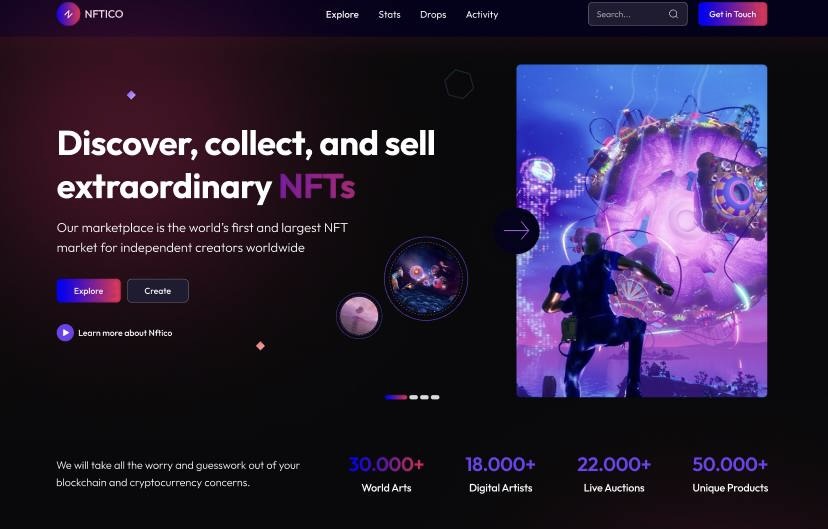 NFTICO
Explore
Stats
Drops
Activity
Search...
Get in Touch
Discover, collect, and sell
extraordinary NFTs
Our marketplace is the world's first and largest NFT
market for independent creators worldwide
Explore
Create
Learn more about Nftico
We will take all the worry and guesswork out of your
blockchain and cryptocurrency concerns.
30.000+
World Arts
18.000+
Digital Artists
22.000+
Live Auctions
50.000+
Unique Products